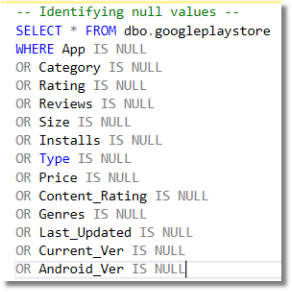 -- Identifying null values --
SELECT * FROM dbo.googleplaystore
WHERE App IS NULL
OR Category IS NULL
OR Rating IS NULL
OR Reviews IS NULL
OR Size IS NULL
OR Installs IS NULL
OR Type IS NULL
OR Price IS NULL
OR Content_Rating IS NULL
OR Genres IS NULL
OR Last_Updated IS NULL
OR Current_Ver IS NULL
OR Android_Ver IS NULL